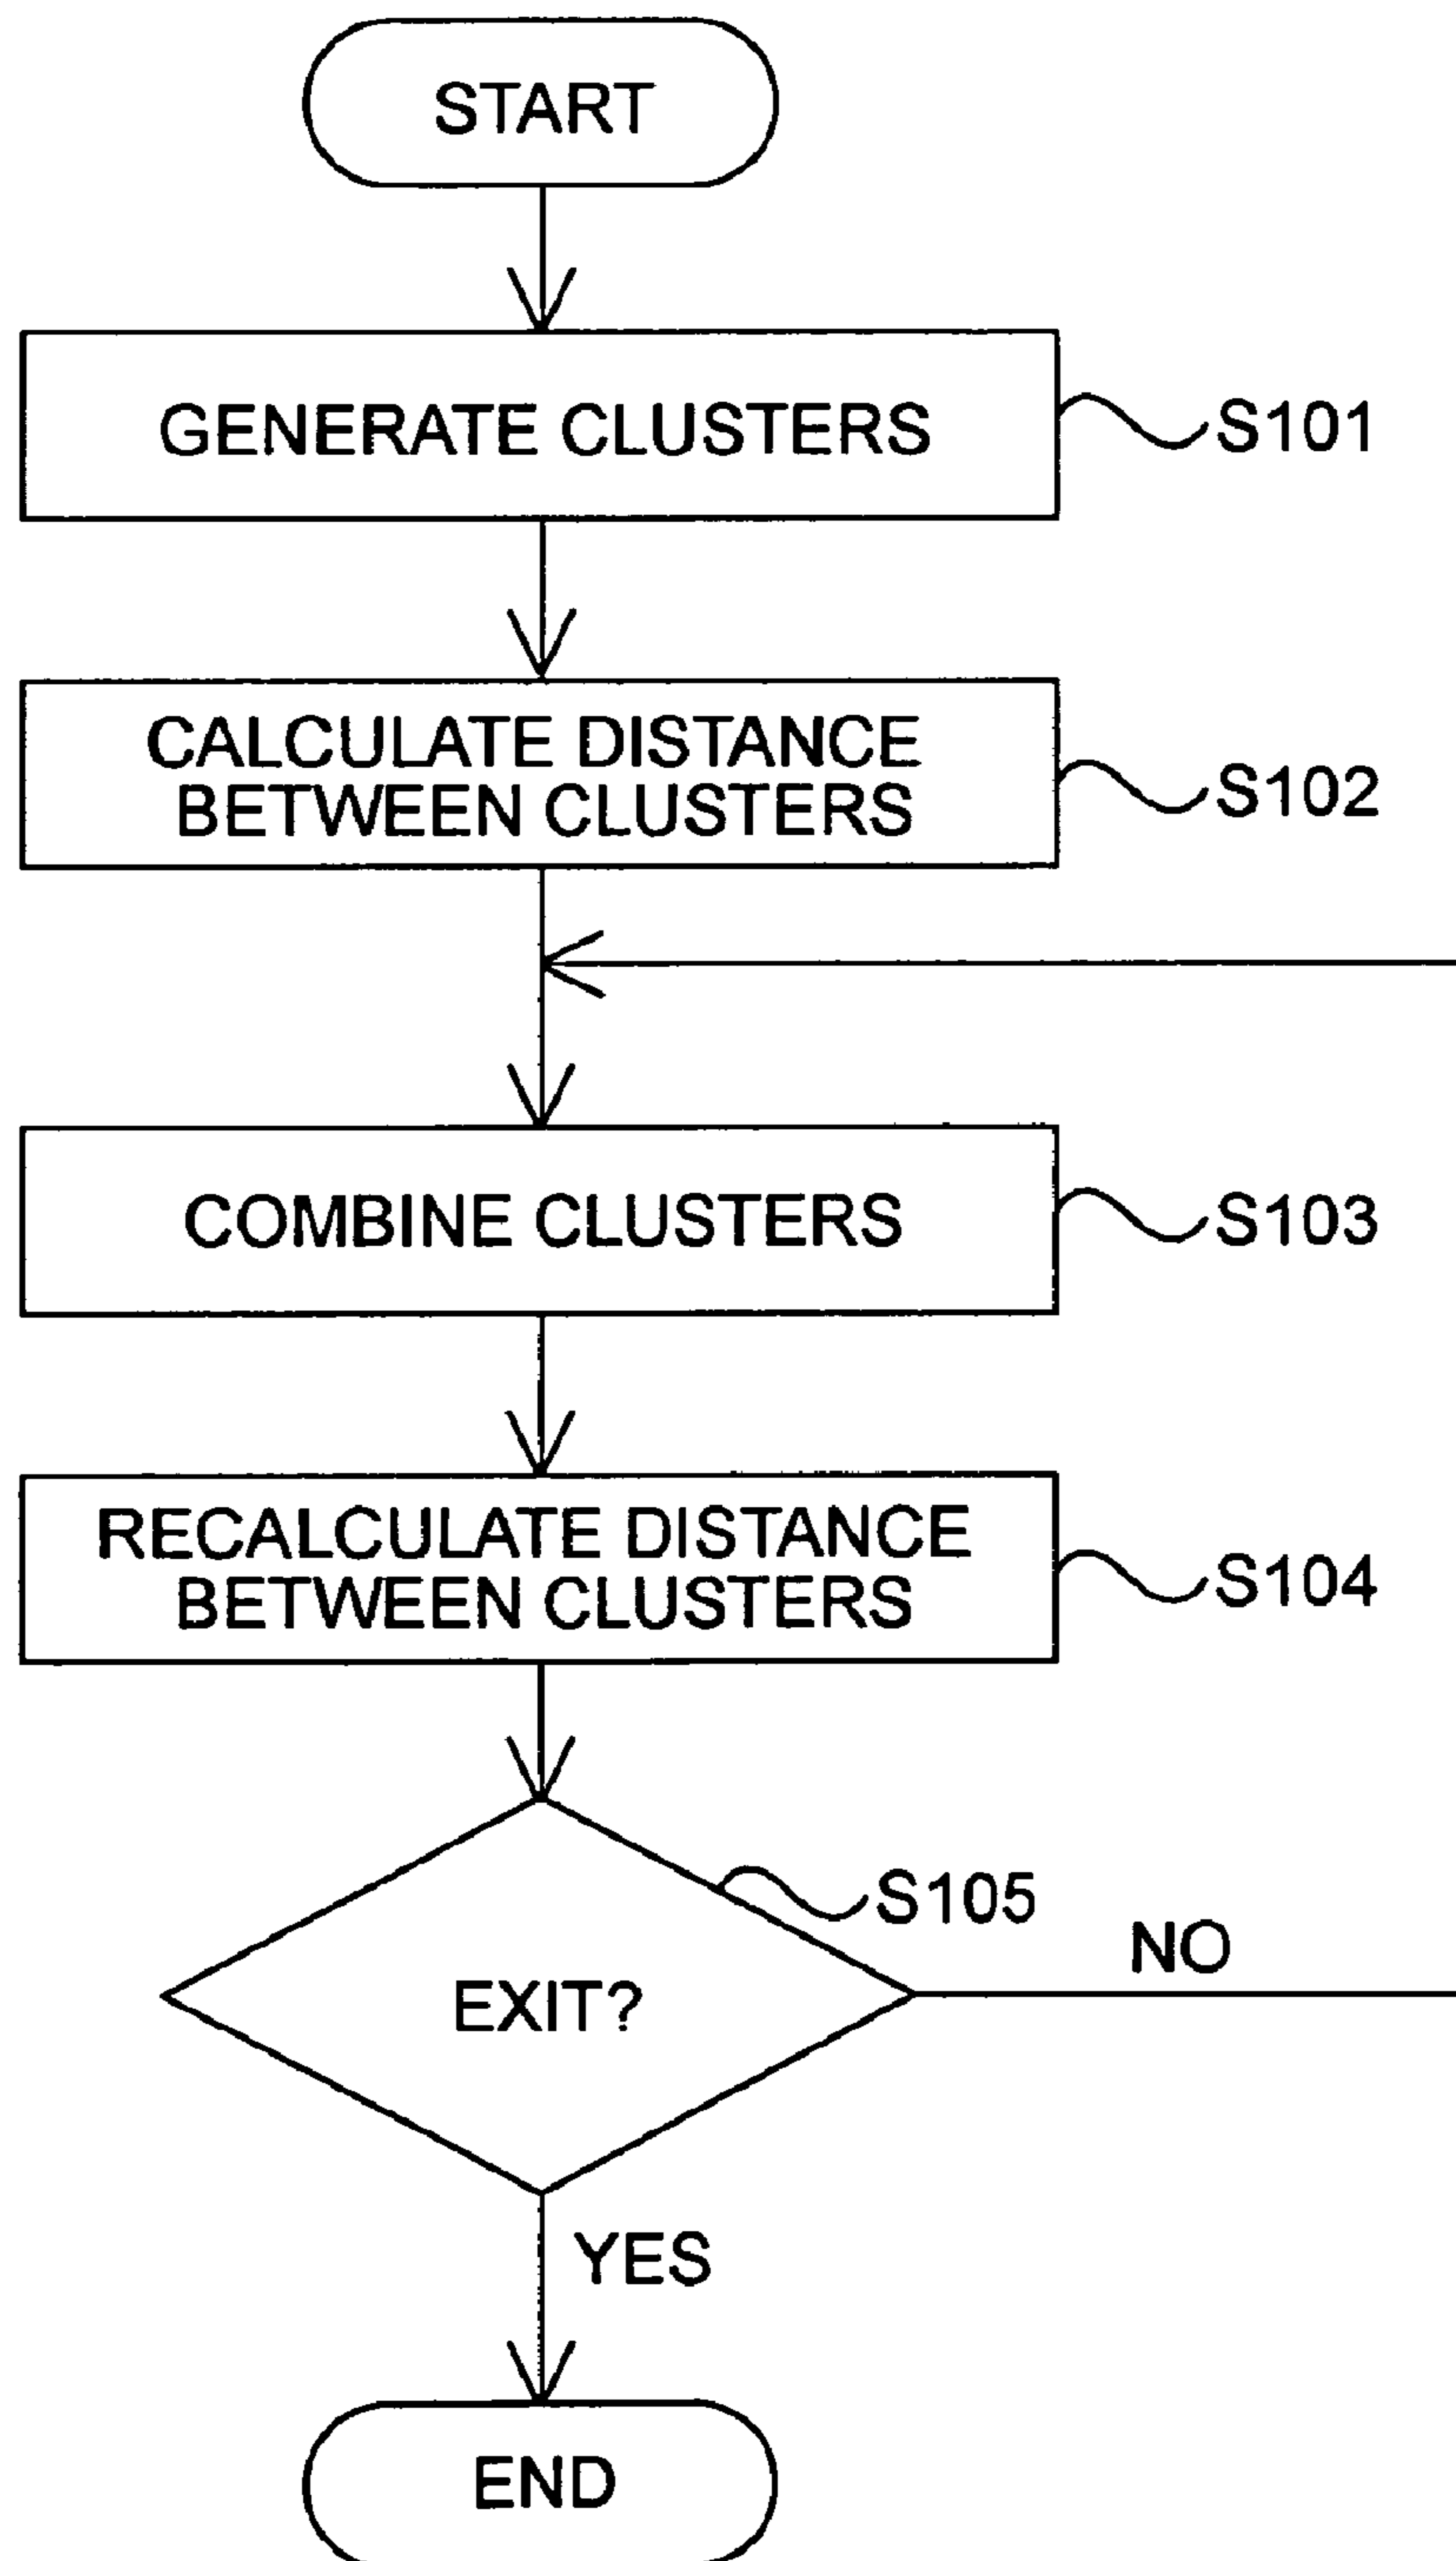 START
GENERATE CLUSTERS
S101
CALCULATE DISTANCE
BETWEEN CLUSTERS
S102
COMBINE CLUSTERS
S103
RECALCULATE DISTANCE
BETWEEN CLUSTERS
S104
S105
EXIT?
NO
YES
END